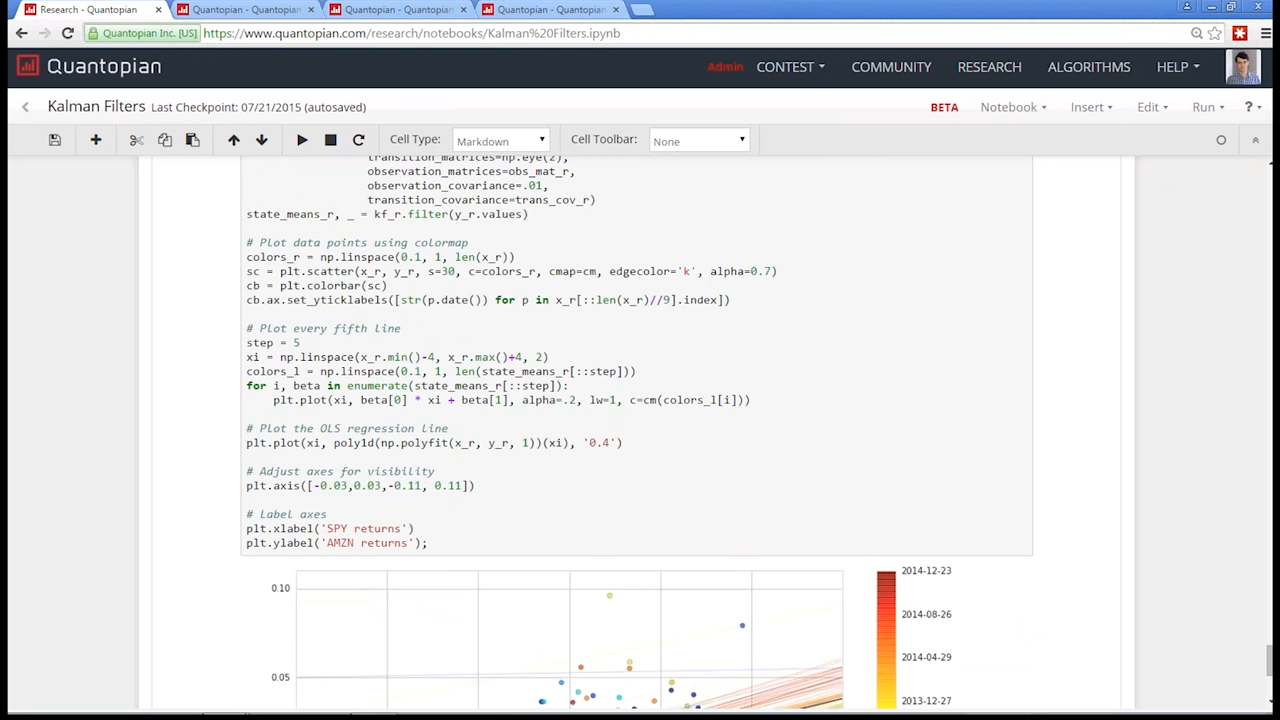 Research - Quantopian
Quantopian - Quantopian
Quantopian - Quantopian
Quantopian - Quantopian
Quantopian Inc. [US] https://www.quantopian.com/research/notebooks/Kalman%20Filters.ipynb
Quantopian Admin CONTEST COMMUNITY RESEARCH ALGORITHMS HELP
Kalman Filters Last Checkpoint: 07/21/2015 (autosaved) BETA Notebook Insert Edit Run ?
Cell Type: Markdown Cell Toolbar: None
transition_matrices=np.eye(2),
observation_matrices=obs_mat_r,
observation_covariance=.01,
transition_covariance=trans_cov_r)
state_means_r, _ = kf_r.filter(y_r.values)
# Plot data points using colormap
colors_r = np.linspace(0.1, 1, len(x_r))
sc = plt.scatter(x_r, y_r, s=30, c=colors_r, cmap=cm, edgecolor='k', alpha=0.7)
cb = plt.colorbar(sc)
cb.ax.set_yticklabels([str(p.date()) for p in x_r[::len(x_r)//9].index])
# Plot every fifth line
step = 5
xi = np.linspace(x_r.min()-4, x_r.max()+4, 2)
colors_l = np.linspace(0.1, 1, len(state_means_r[::step]))
for i, beta in enumerate(state_means_r[::step]):
plt.plot(xi, beta[0] * xi + beta[1], alpha=.2, lw=1, c=cm(colors_l[i]))
# Plot the OLS regression line
plt.plot(xi, poly1d(np.polyfit(x_r, y_r, 1))(xi), '0.4')
# Adjust axes for visibility
plt.axis([-0.03,0.03,-0.11, 0.11])
# Label axes
plt.xlabel('SPY returns')
plt.ylabel('AMZN returns');
0.10
0.05
2014-12-23
2014-08-26
2014-04-29
2013-12-27